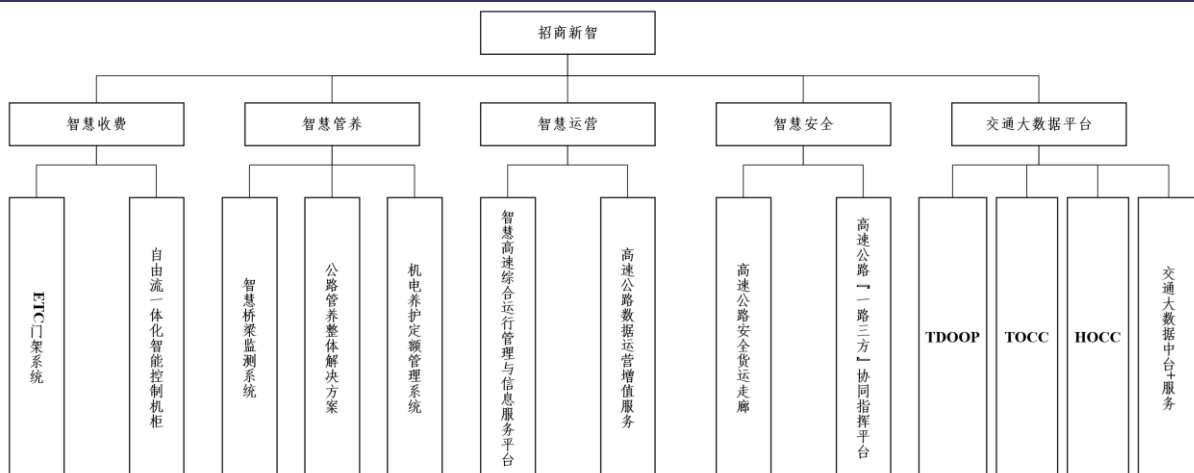 招商新智
智慧收费
智慧管养
智慧运营
智慧安全
交通大数据平台
ETC门架系统
自由流一体化智能控制机柜
智慧桥梁监测系统
公路管养整体解决方案
机电养护定额管理系统
智慧高速综合运行管理与信息服务平台
高速公路数据运营增值服务
高速公路安全货运走廊
高速公路『一路三方』协同指挥平台
TDOOP
TOCC
HOCC
交通大数据中台+服务